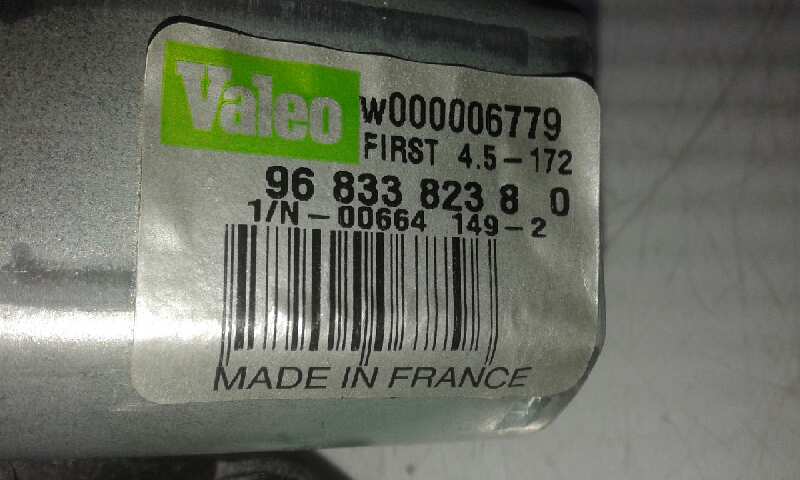 Valeo w000006779
FIRST 4.5-172
96 833 823 8 0
1/N-00664 149-2
MADE IN FRANCE